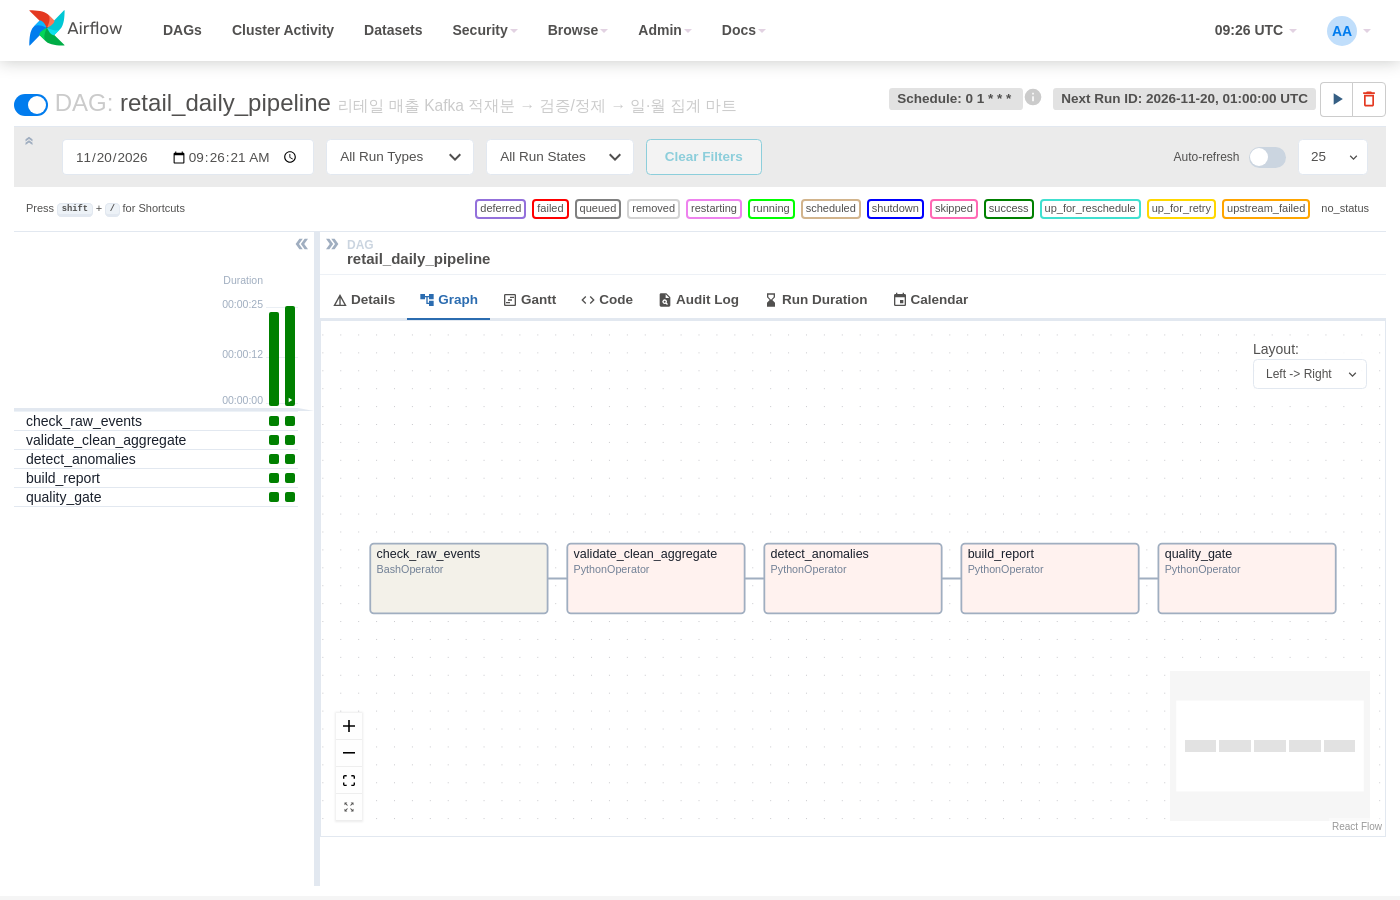 Airflow DAGs Cluster Activity Datasets Security Browse Admin Docs 09:26 UTC AA
DAG: retail_daily_pipeline 리테일 매출 Kafka 적재분 → 검증/정제 → 일·월 집계 마트 Schedule: 0 1 * * * Next Run ID: 2026-11-20, 01:00:00 UTC
11/20/2026 09:26:21 AM All Run Types All Run States Clear Filters Auto-refresh 25
Press shift + / for Shortcuts deferred failed queued removed restarting running scheduled shutdown skipped success up_for_reschedule up_for_retry upstream_failed no_status
DAG
retail_daily_pipeline
Details Graph Gantt Code Audit Log Run Duration Calendar
Duration
00:00:25
00:00:12
00:00:00
check_raw_events
validate_clean_aggregate
detect_anomalies
build_report
quality_gate
Layout:
Left -> Right
check_raw_events
BashOperator
validate_clean_aggregate
PythonOperator
detect_anomalies
PythonOperator
build_report
PythonOperator
quality_gate
PythonOperator
React Flow